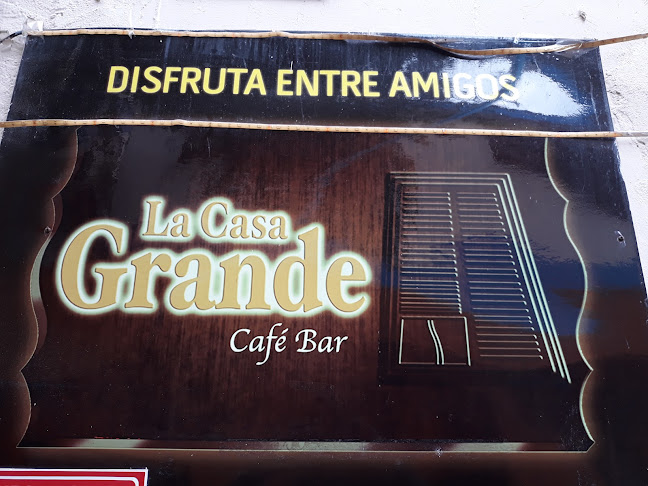 DISFRUTA ENTRE AMIGOS
La Casa
Grande
Café Bar